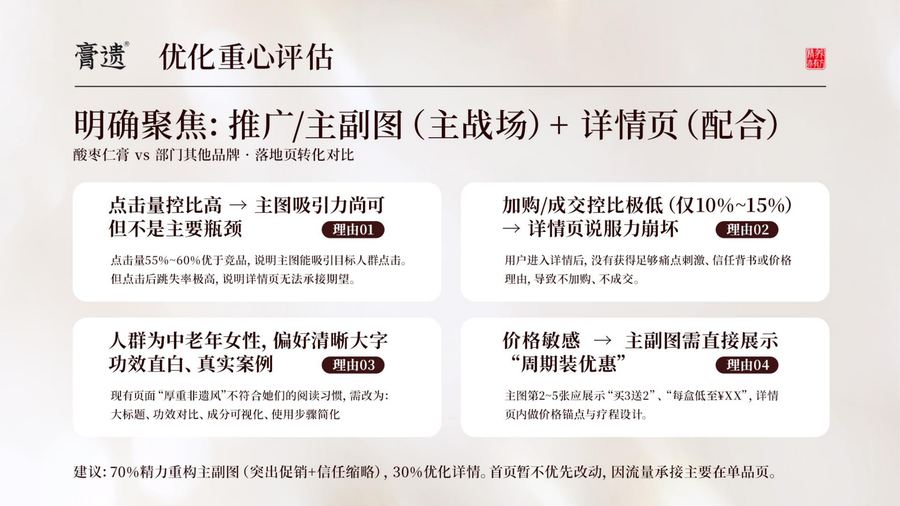 膏遗®
优化重心评估
明确聚焦：推广/主副图（主战场）+ 详情页（配合）
酸枣仁膏 vs 部门其他品牌 · 落地页转化对比
点击量控比高 → 主图吸引力尚可
但不是主要瓶颈
理由01
点击量55%~60%优于竞品，说明主图能吸引目标人群点击。
但点击后跳失率极高，说明详情页无法承接期望。
加购/成交控比极低（仅10%~15%）
→ 详情页说服力崩坏
理由02
用户进入详情后，没有获得足够痛点刺激、信任背书或价格
理由，导致不加购、不成交。
人群为中老年女性，偏好清晰大字
功效直白、真实案例
理由03
现有页面“厚重非遗风”不符合她们的阅读习惯，需改为：
大标题、功效对比、成分可视化、使用步骤简化
价格敏感 → 主副图需直接展示
“周期装优惠”
理由04
主图第2~5张应展示“买3送2”、“每盒低至¥XX”，详情
页内做价格锚点与疗程设计。
建议：70%精力重构主副图（突出促销+信任缩略），30%优化详情。首页暂不优先改动，因流量承接主要在单品页。